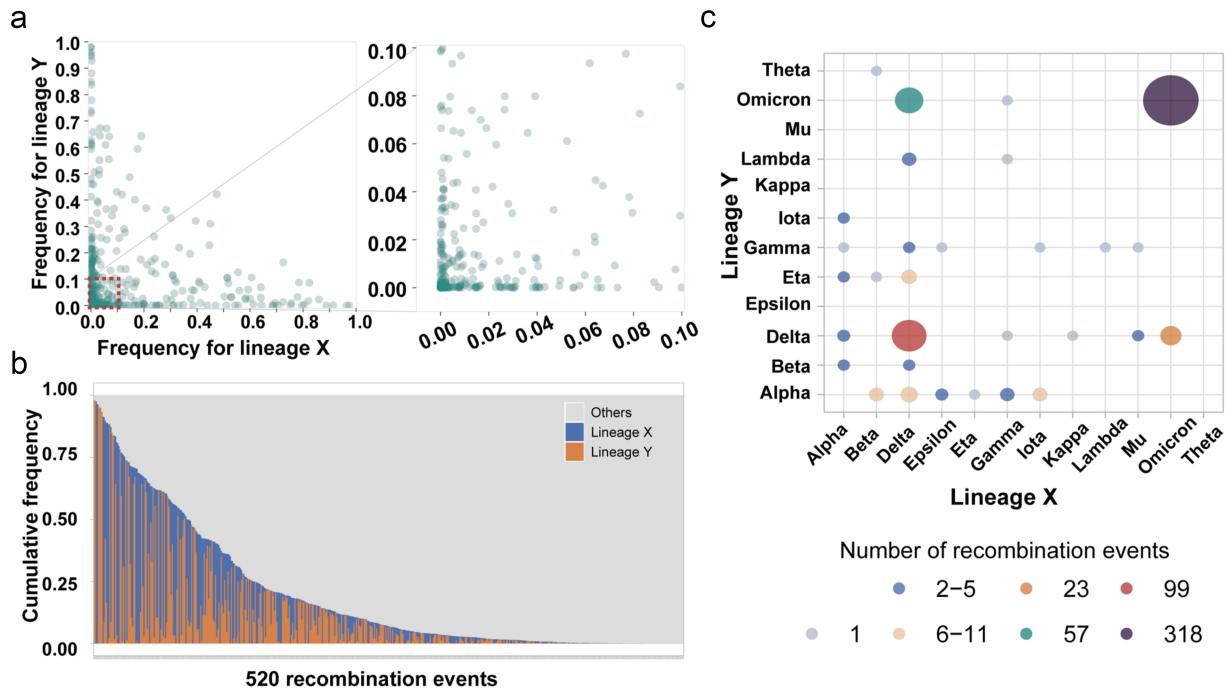 a
Frequency for lineage Y
1.0
0.9
0.8
0.7
0.6
0.5
0.4
0.3
0.2
0.1
0.0
0.0 0.2 0.4 0.6 0.8 1.0
Frequency for lineage X
0.10
0.08
0.06
0.04
0.02
0.00
0.00 0.02 0.04 0.06 0.08 0.10
b
Cumulative frequency
1.00
0.75
0.50
0.25
0.00
Others
Lineage X
Lineage Y
520 recombination events
c
Lineage Y
Theta
Omicron
Mu
Lambda
Kappa
Iota
Gamma
Eta
Epsilon
Delta
Beta
Alpha
Alpha Beta Delta Epsilon Eta Gamma Iota Kappa Lambda Mu Omicron Theta
Lineage X
Number of recombination events
2−5 23 99
1 6−11 57 318